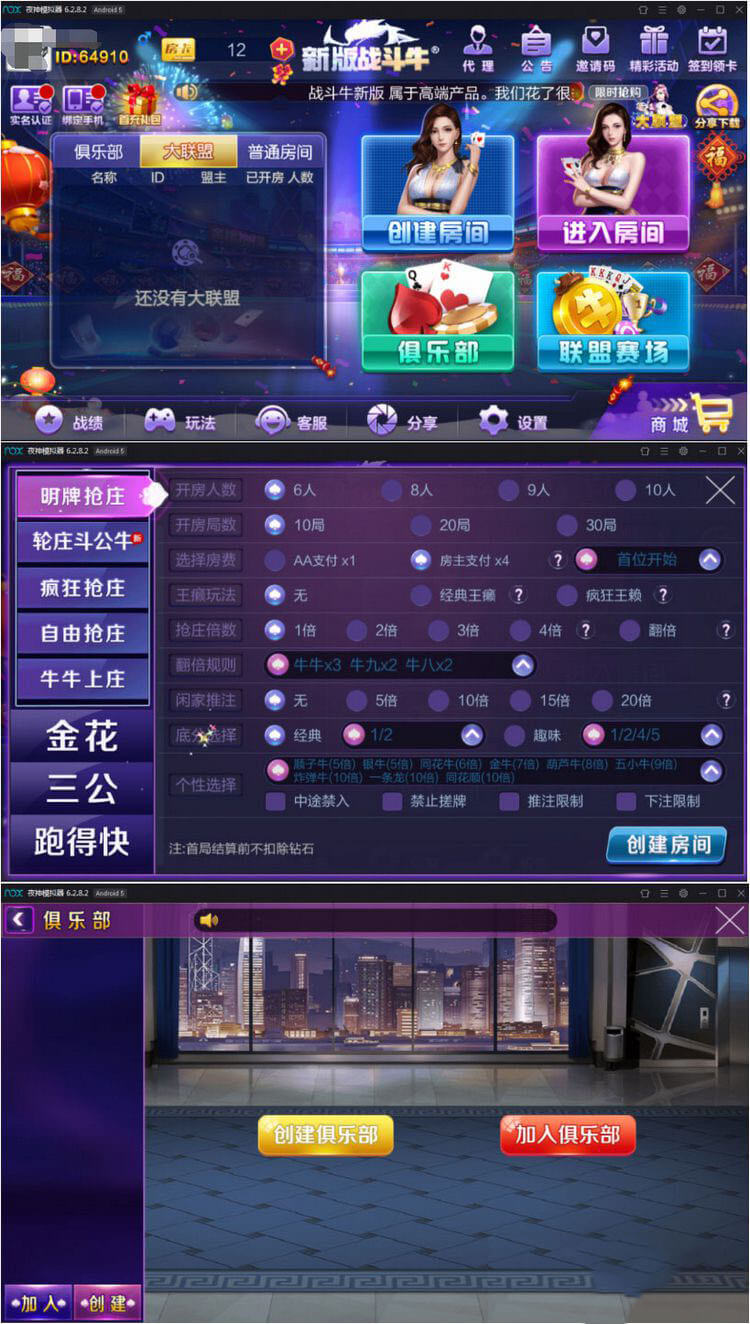 夜神模拟器 6.2.8.2 Android 5
ID:64910
房卡 12
新版战斗牛
代理 公告 邀请码 精彩活动 签到领卡
实名认证 绑定手机 首充礼包
战斗牛新版 属于高端产品。我们花了很
限时抢购
大联盟
分享下载
俱乐部 大联盟 普通房间
名称 ID 盟主 已开房 人数
还没有大联盟
创建房间 进入房间
俱乐部 联盟赛场
福
福
福
战绩 玩法 客服 分享 设置 商城
夜神模拟器 6.2.8.2 Android 5
明牌抢庄
轮庄斗公牛 新
疯狂抢庄
自由抢庄
牛牛上庄
金花
三公
跑得快
开房人数 6人 8人 9人 10人
开房局数 10局 20局 30局
选择房费 AA支付 x1 房主支付 x4 ? 首位开始
王癞玩法 无 经典王癞 ? 疯狂王赖 ?
抢庄倍数 1倍 2倍 3倍 4倍 ? 翻倍 ?
翻倍规则 牛牛x3 牛九x2 牛八x2
闲家推注 无 5倍 10倍 15倍 20倍 ?
底分选择 经典 1/2 趣味 1/2/4/5
个性选择 顺子牛(5倍) 银牛(5倍) 同花牛(6倍) 金牛(7倍) 葫芦牛(8倍) 五小牛(9倍)
炸弹牛(10倍) 一条龙(10倍) 同花顺(10倍)
中途禁入 禁止搓牌 推注限制 下注限制
注:首局结算前不扣除钻石
创建房间
夜神模拟器 6.2.8.2 Android 5
俱乐部
创建俱乐部 加入俱乐部
加入 创建